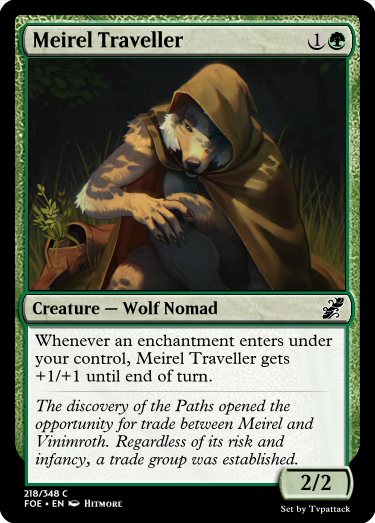 Meirel Traveller 1
Creature — Wolf Nomad
Whenever an enchantment enters under
your control, Meirel Traveller gets
+1/+1 until end of turn.
The discovery of the Paths opened the
opportunity for trade between Meirel and
Vinimroth. Regardless of its risk and
infancy, a trade group was established.
2/2
218/348 C
FOE • EN Hitmore
Set by Tvpattack